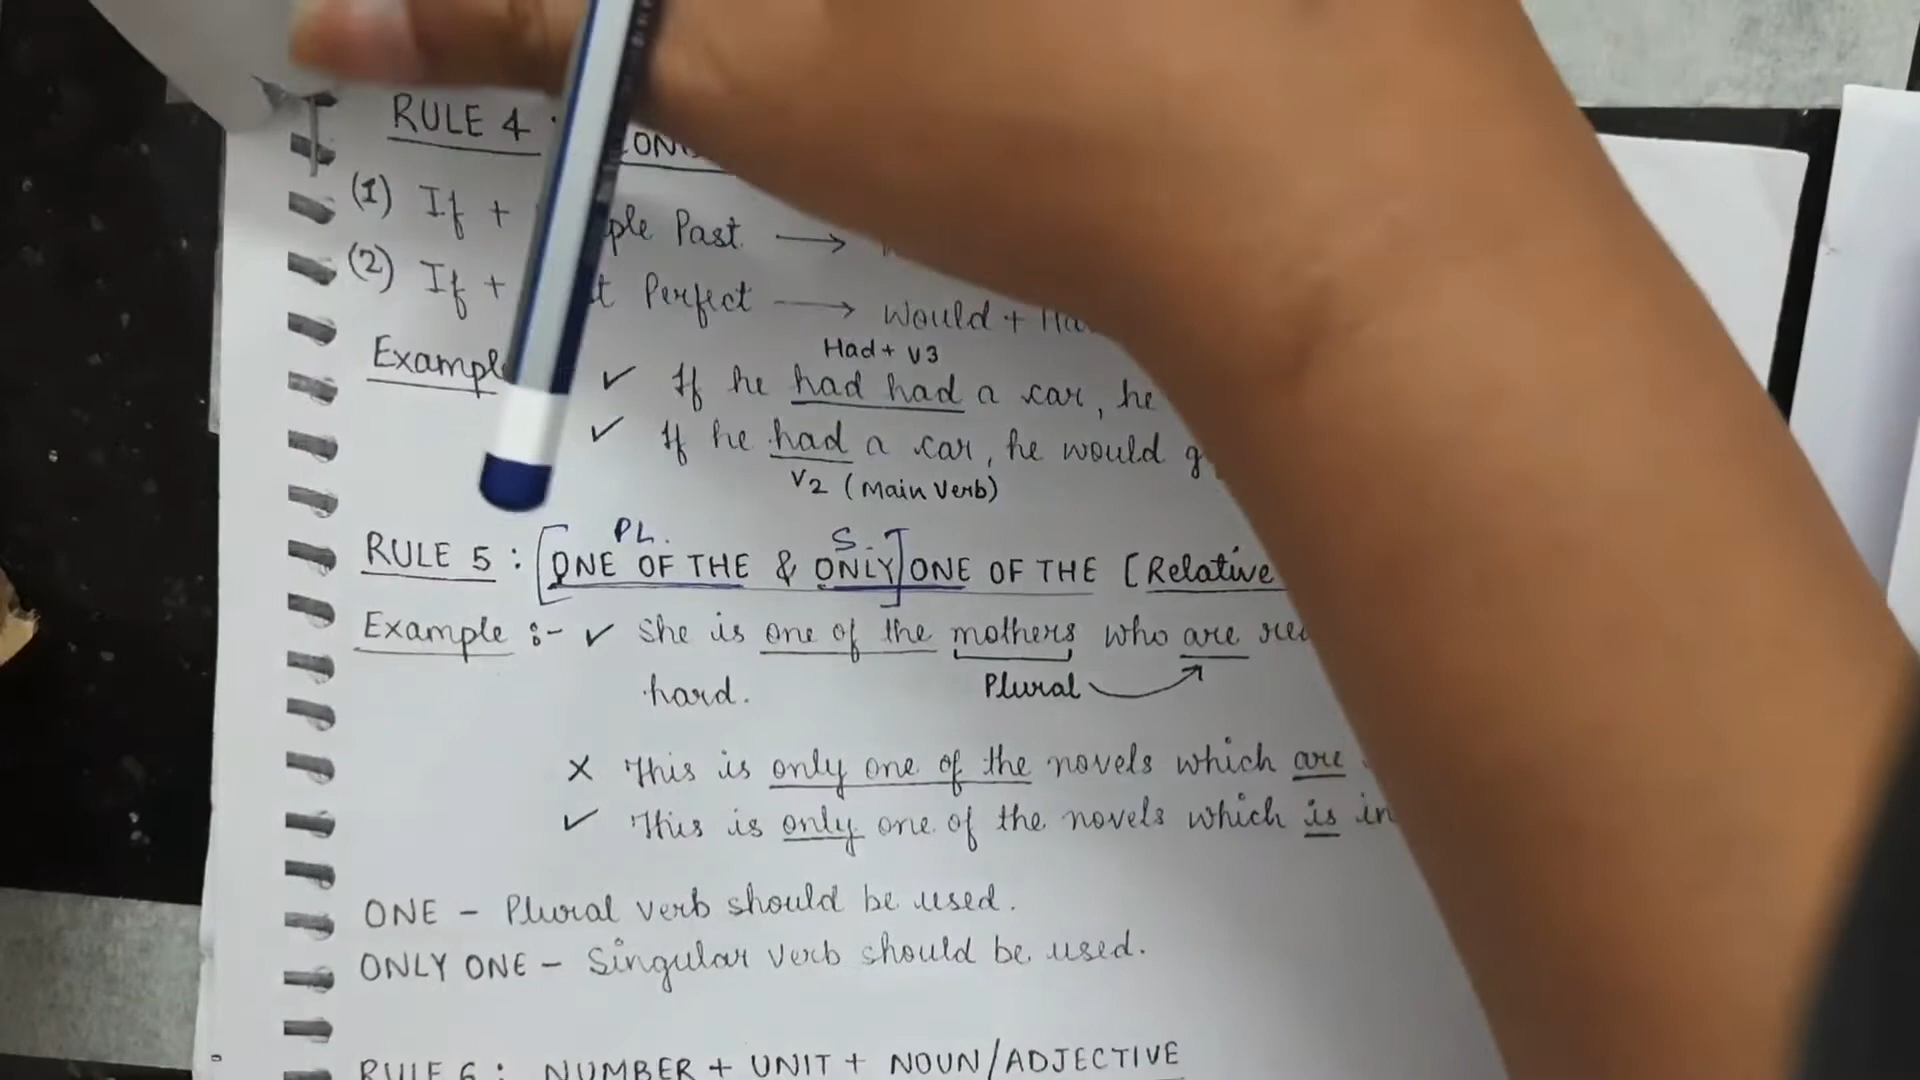 RULE 4
(1) If + ple Past →
(2) If + t Perfect → Would +
Had + V3
Example ✓ If he had had a car, he
✓ If he had a car, he would g
V2 (Main Verb)
PL. S.
RULE 5 : [ONE OF THE & ONLY] ONE OF THE [Relative
Example :- ✓ She is one of the mothers who are
Plural
hard.
✗ This is only one of the novels which are
✓ This is only one of the novels which is in
ONE - Plural verb should be used.
ONLY ONE - Singular verb should be used.
RULE 6 : NUMBER + UNIT + NOUN/ADJECTIVE